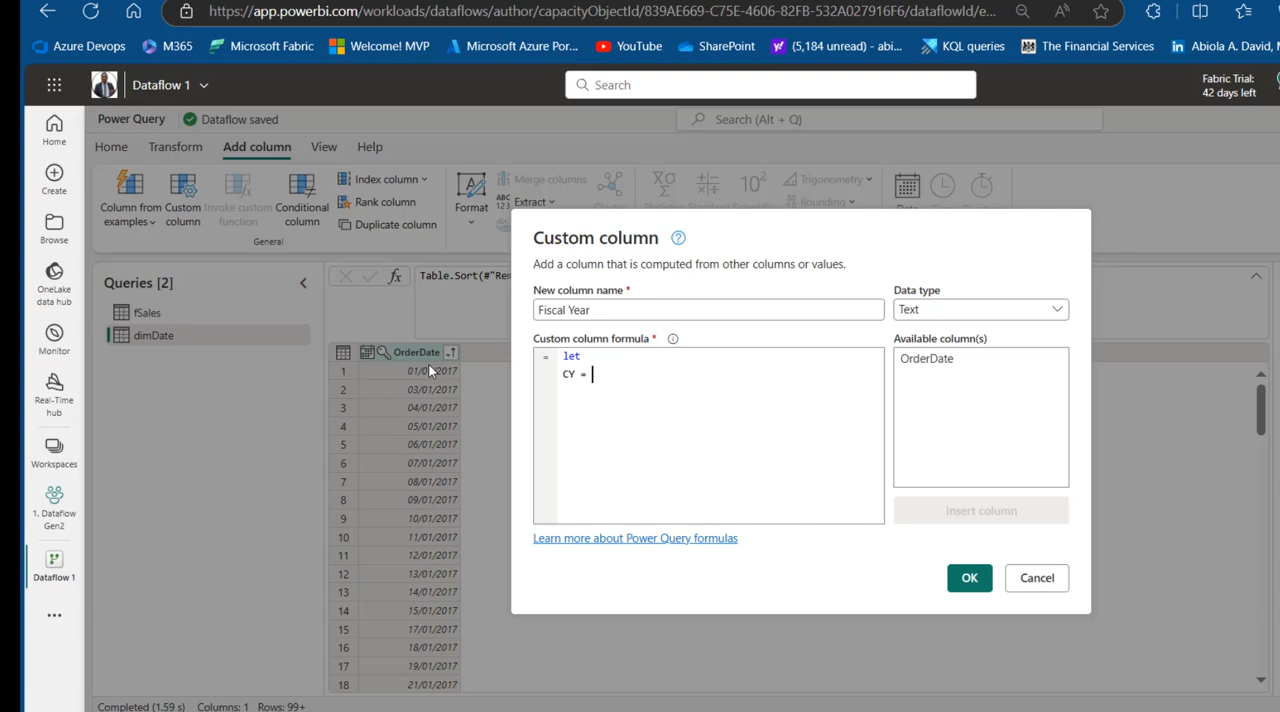 https://app.powerbi.com/workloads/dataflows/author/capacityObjectId/839AE669-C75E-4606-82FB-532A027916F6/dataflowId/e...
Azure Devops M365 Microsoft Fabric Welcome! MVP Microsoft Azure Por... YouTube SharePoint (5,184 unread) - abi... KQL queries The Financial Services Abiola A. David,
Dataflow 1 Search Fabric Trial:
42 days left
Power Query Dataflow saved Search (Alt + Q)
Home Transform Add column View Help
Home
Create
Browse
OneLake data hub
Monitor
Real-Time hub
Workspaces
1. Dataflow Gen2
Dataflow 1
Column from examples
Custom column
Invoke custom function
Conditional column
Index column
Rank column
Duplicate column
General
Format
Merge columns
ABC 123 Extract
10²
Trigonometry
Rounding
Queries [2]
fSales
dimDate
fx Table.Sort(#"Rem
OrderDate
1 01/0 2017
2 03/01/2017
3 04/01/2017
4 05/01/2017
5 06/01/2017
6 07/01/2017
7 08/01/2017
8 09/01/2017
9 10/01/2017
10 11/01/2017
11 12/01/2017
12 13/01/2017
13 14/01/2017
14 15/01/2017
15 17/01/2017
16 18/01/2017
17 19/01/2017
18 21/01/2017
Custom column
Add a column that is computed from other columns or values.
New column name *
Fiscal Year
Data type
Text
Custom column formula *
= let
CY =
Available column(s)
OrderDate
Insert column
Learn more about Power Query formulas
OK Cancel
Completed (1.59 s) Columns: 1 Rows: 99+